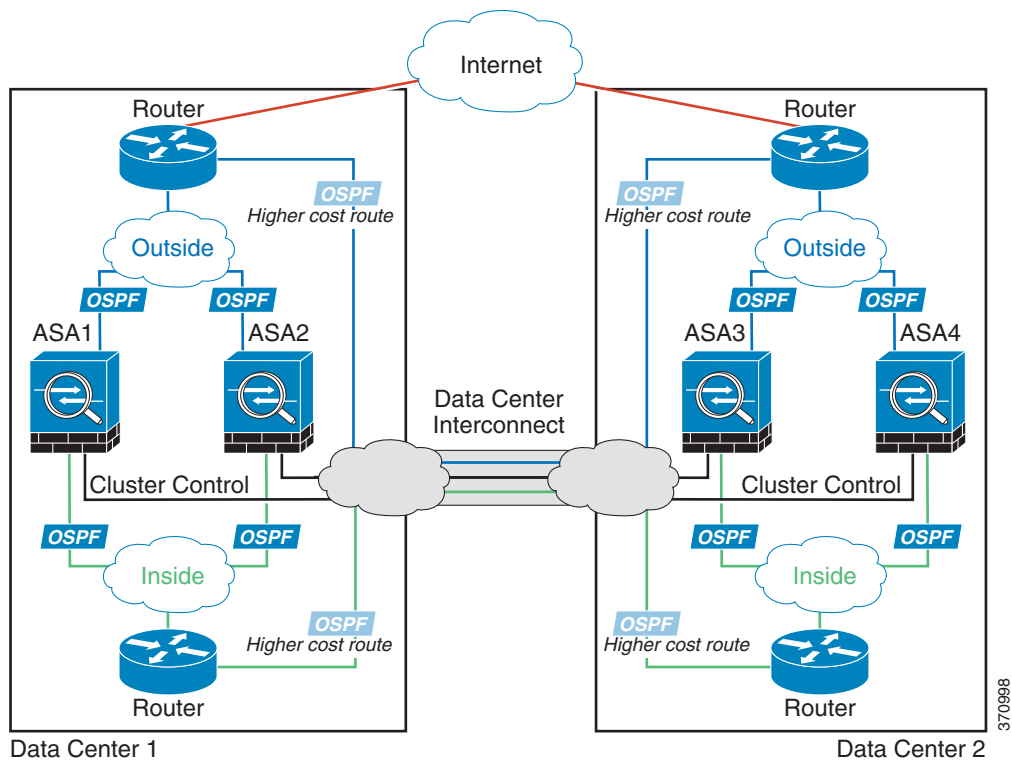 Internet
Router
Router
OSPF
Higher cost route
OSPF
Higher cost route
Outside
Outside
OSPF
OSPF
OSPF
OSPF
ASA1
ASA2
ASA3
ASA4
Data Center
Interconnect
Cluster Control
Cluster Control
OSPF
OSPF
OSPF
OSPF
Inside
Inside
OSPF
Higher cost route
OSPF
Higher cost route
Router
Router
370998
Data Center 1
Data Center 2